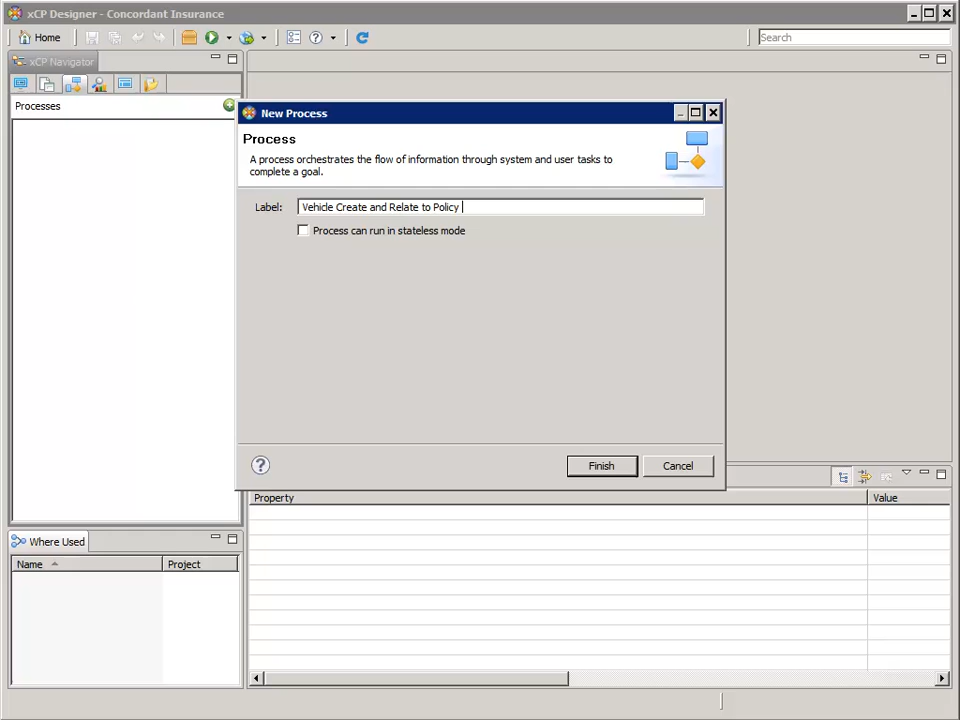 xCP Designer - Concordant Insurance
Home
Search
xCP Navigator
Processes
New Process
Process
A process orchestrates the flow of information through system and user tasks to
complete a goal.
Label:
Vehicle Create and Relate to Policy
Process can run in stateless mode
Finish
Cancel
Property
Value
Where Used
Name
Project